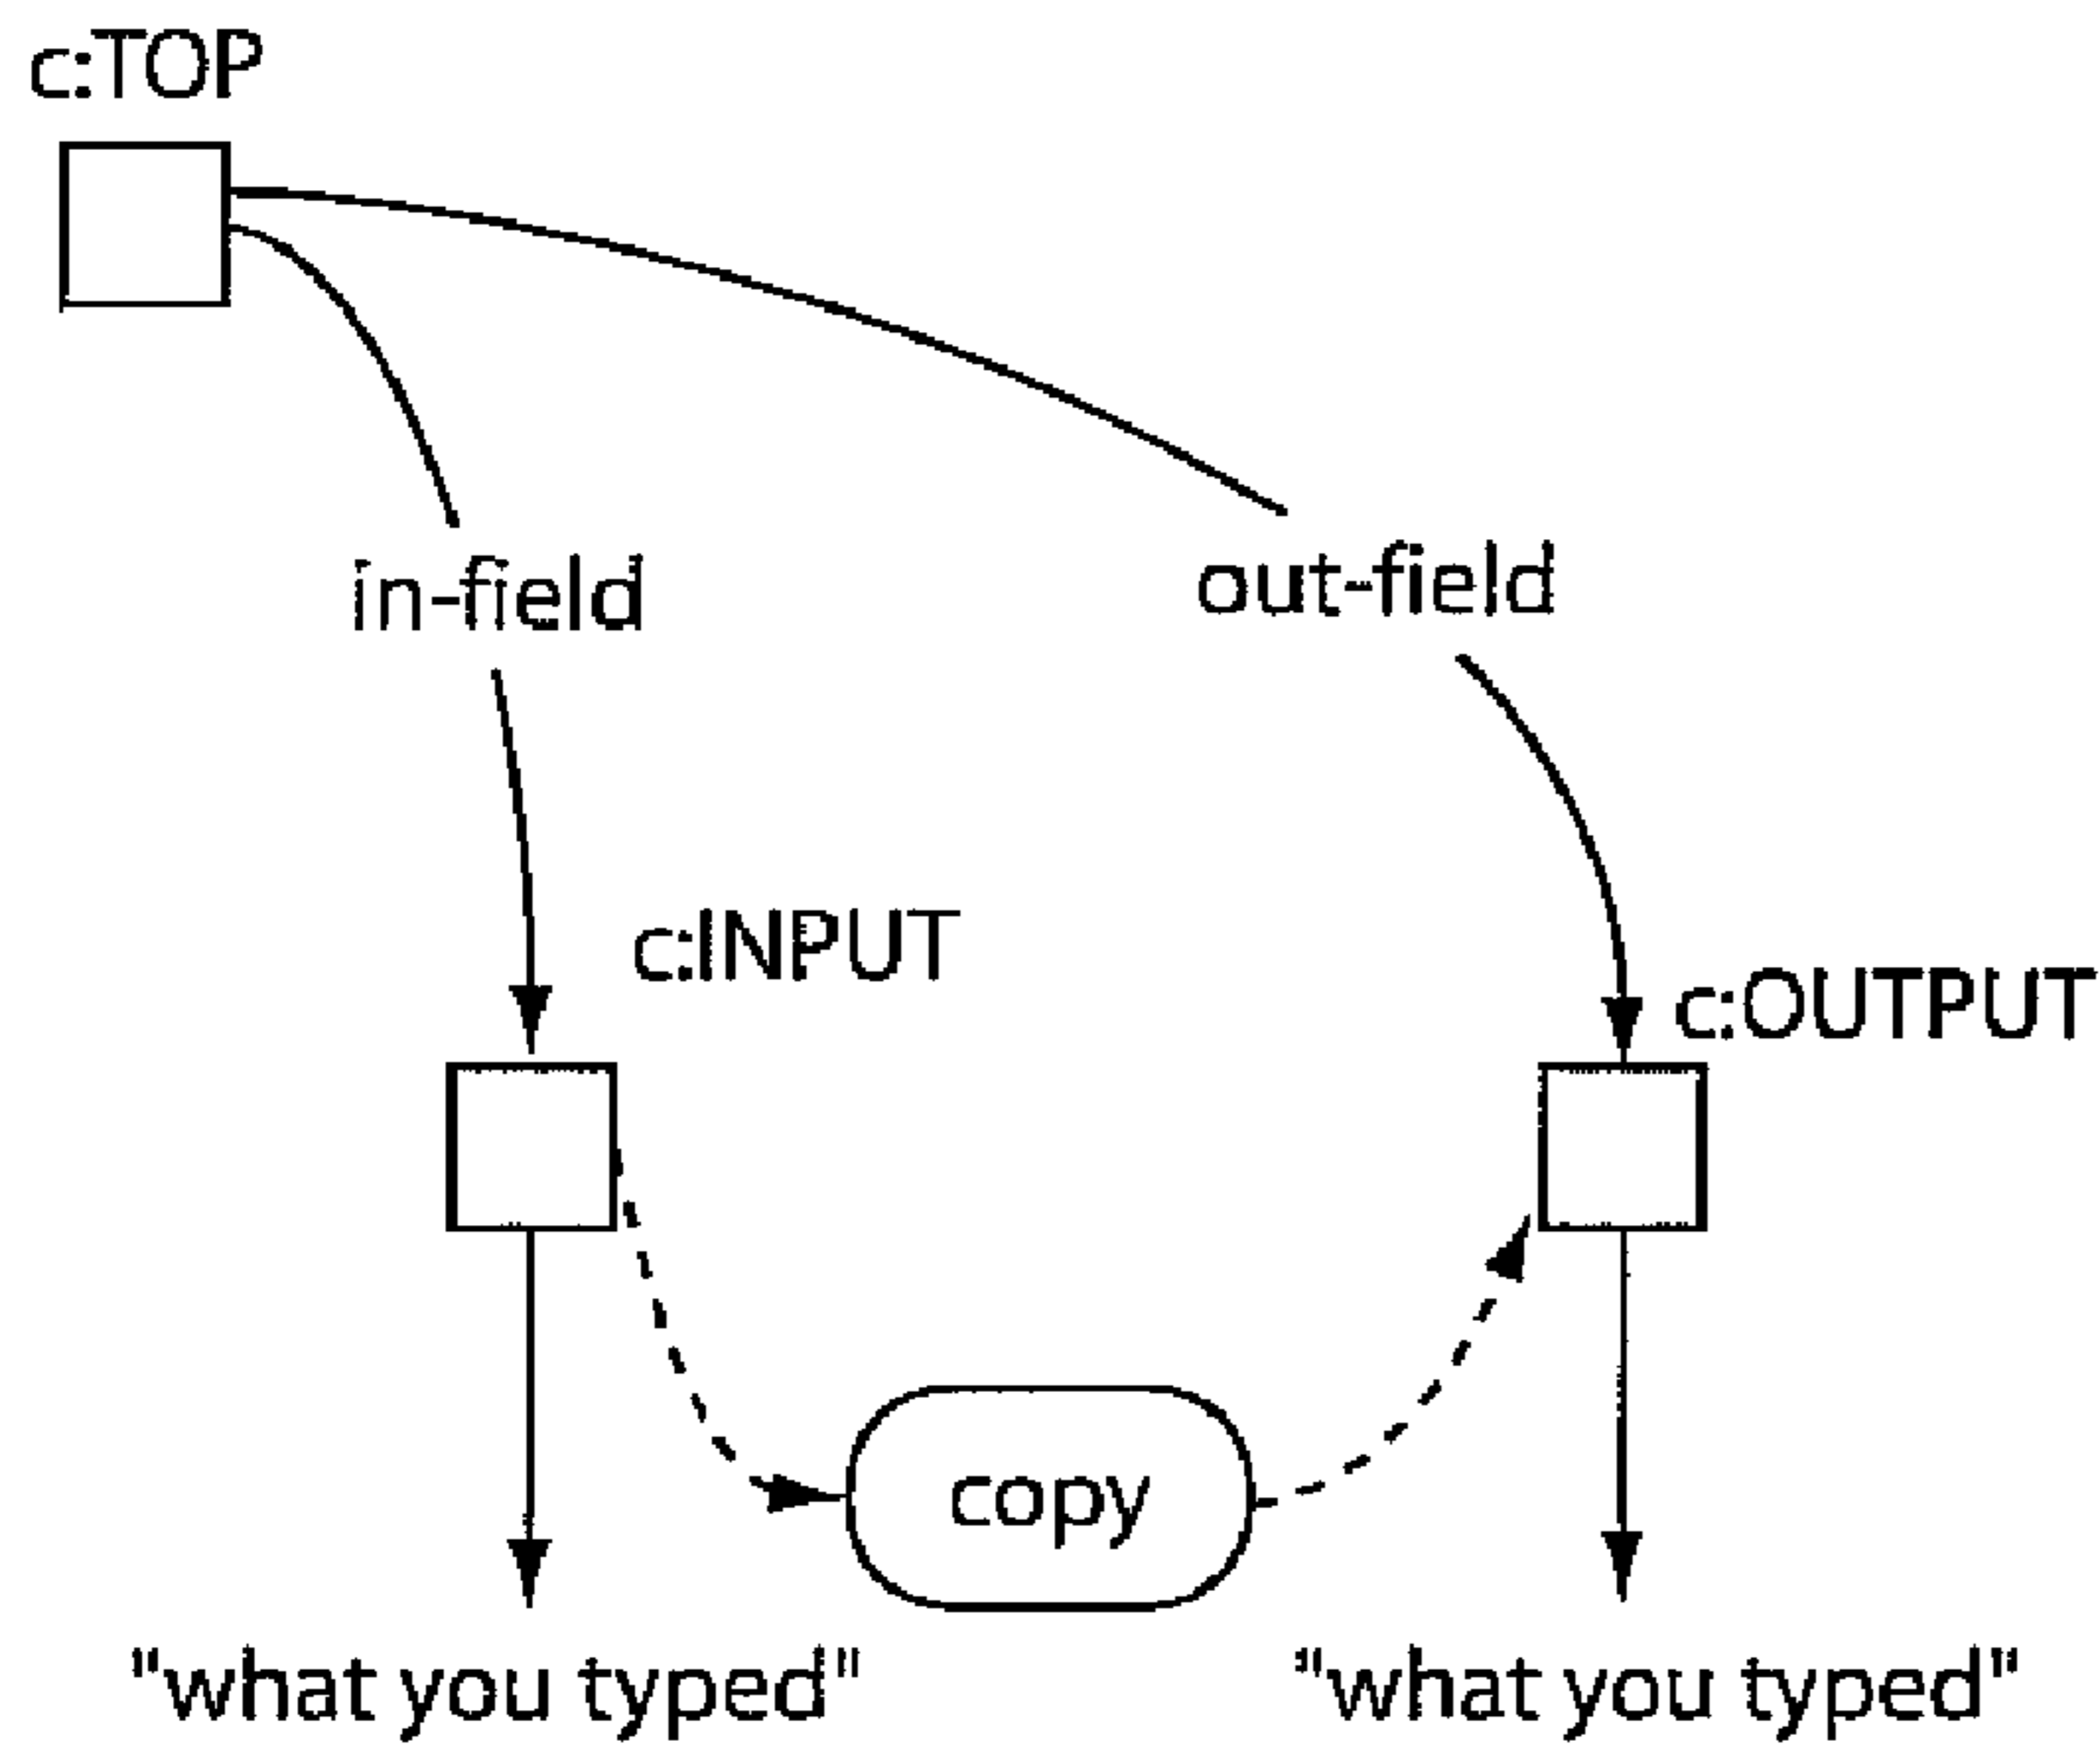 c:TOP
in-field
out-field
c:INPUT
c:OUTPUT
copy
"what you typed"
"what you typed"